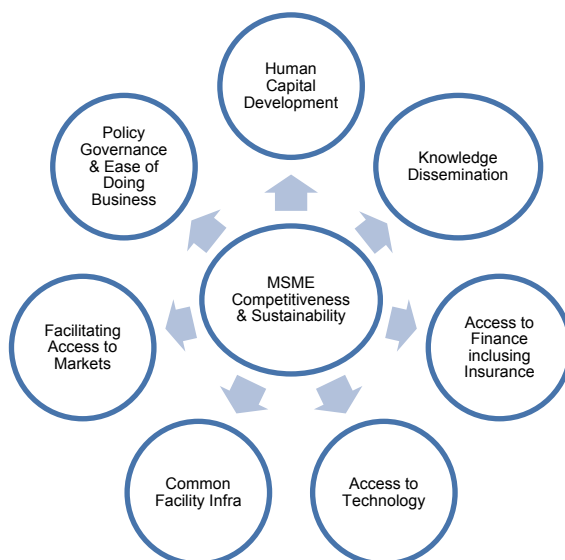 Human
Capital
Development
Policy
Governance
& Ease of
Doing
Business
Knowledge
Dissemination
MSME
Competitiveness
& Sustainability
Facilitating
Access to
Markets
Access to
Finance
inclusing
Insurance
Common
Facility Infra
Access to
Technology